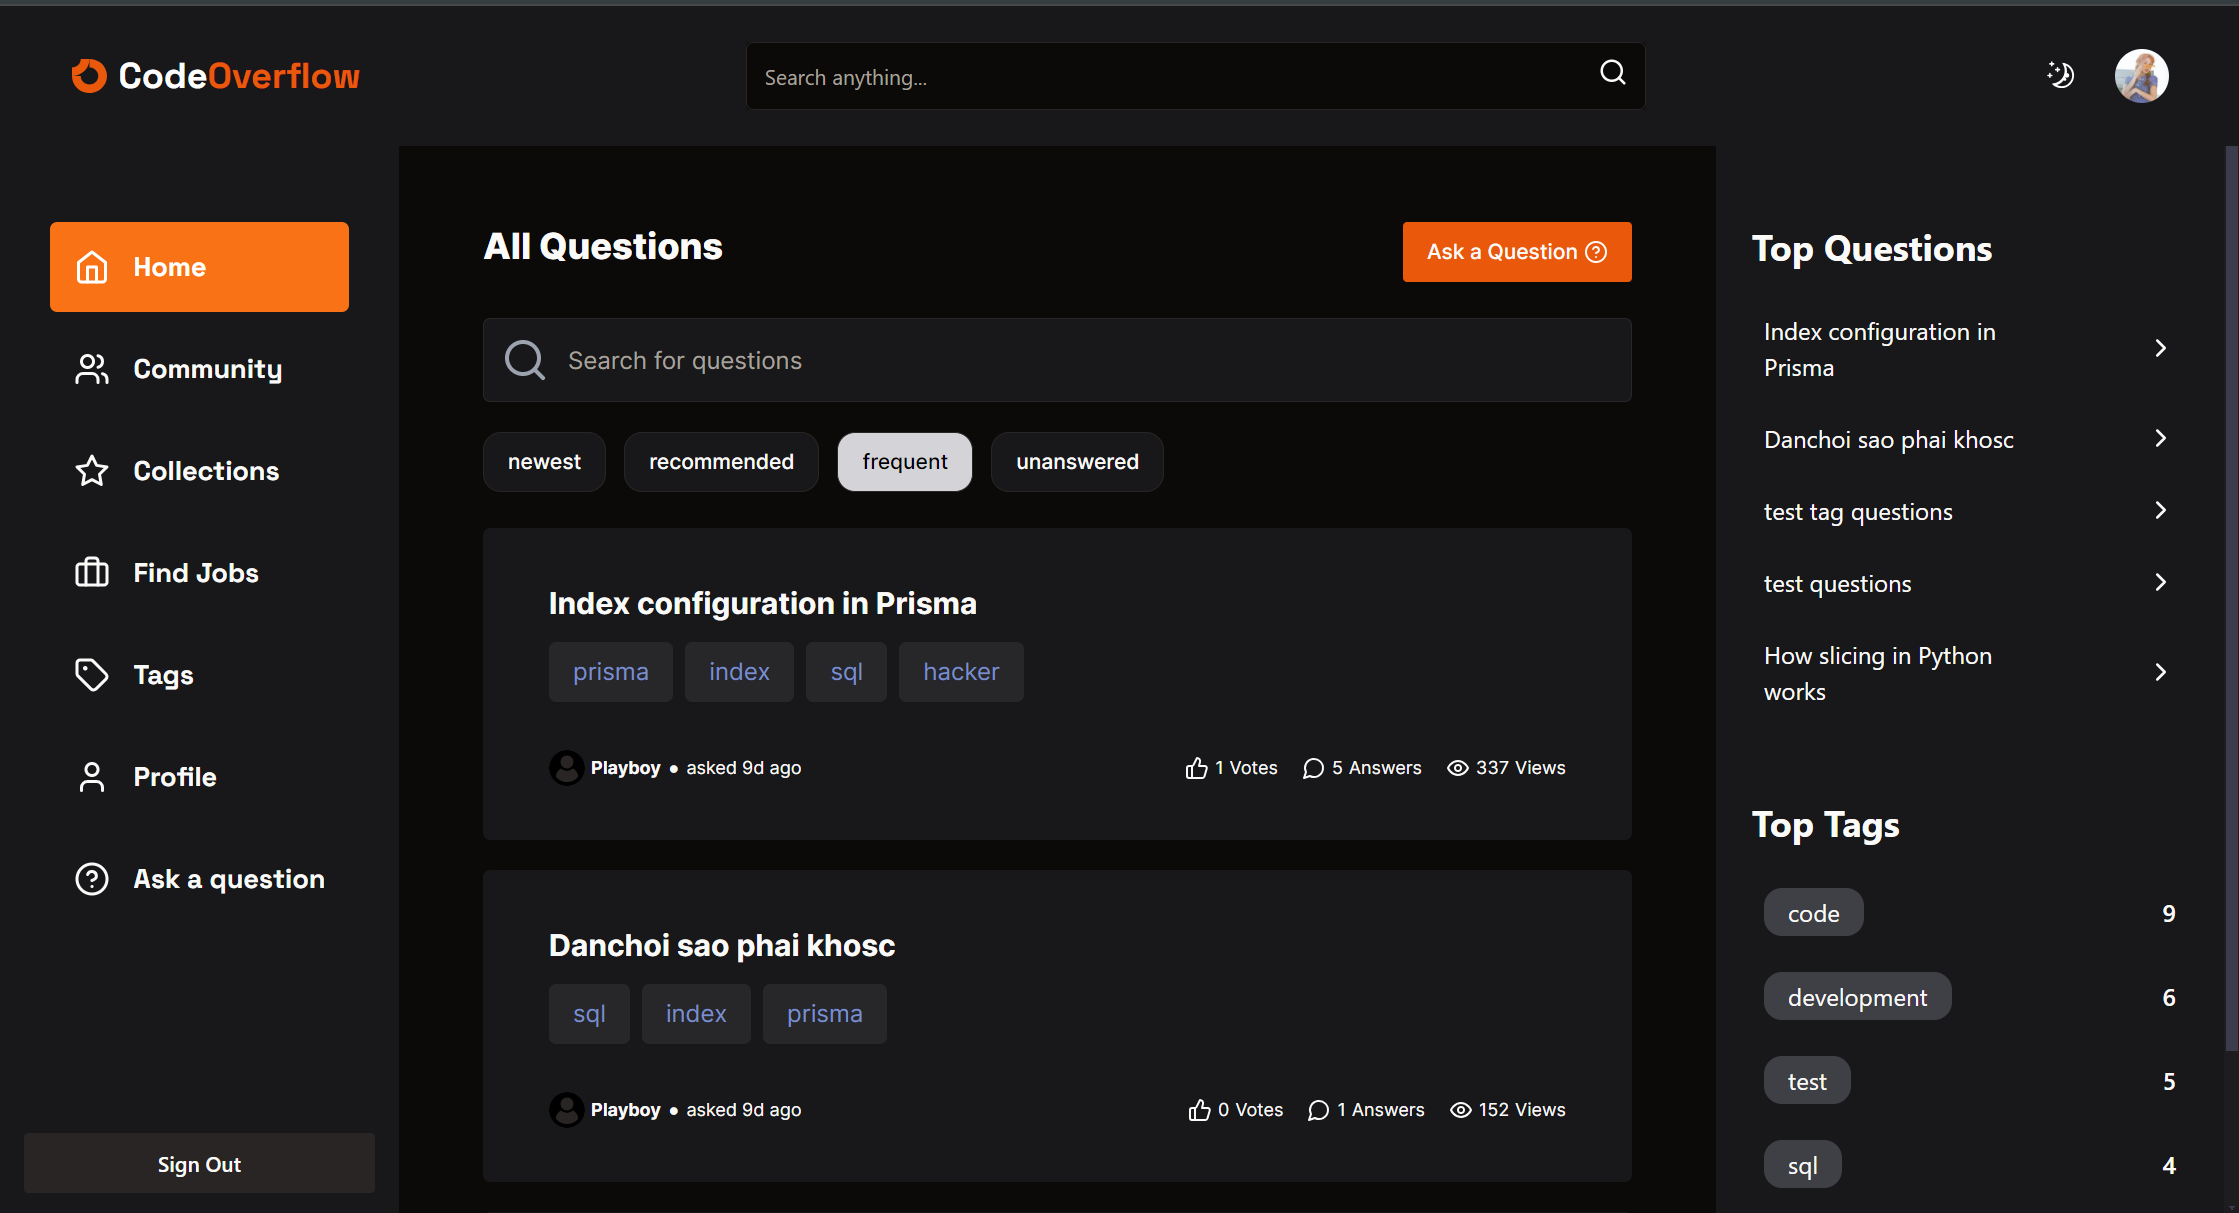 CodeOverflow
Search anything...
Home
Community
Collections
Find Jobs
Tags
Profile
Ask a question
Sign Out
All Questions
Ask a Question
Search for questions
newest
recommended
frequent
unanswered
Index configuration in Prisma
prisma
index
sql
hacker
Playboy • asked 9d ago
1 Votes
5 Answers
337 Views
Danchoi sao phai khosc
sql
index
prisma
Playboy • asked 9d ago
0 Votes
1 Answers
152 Views
Top Questions
Index configuration in
Prisma
Danchoi sao phai khosc
test tag questions
test questions
How slicing in Python
works
Top Tags
code 9
development 6
test 5
sql 4